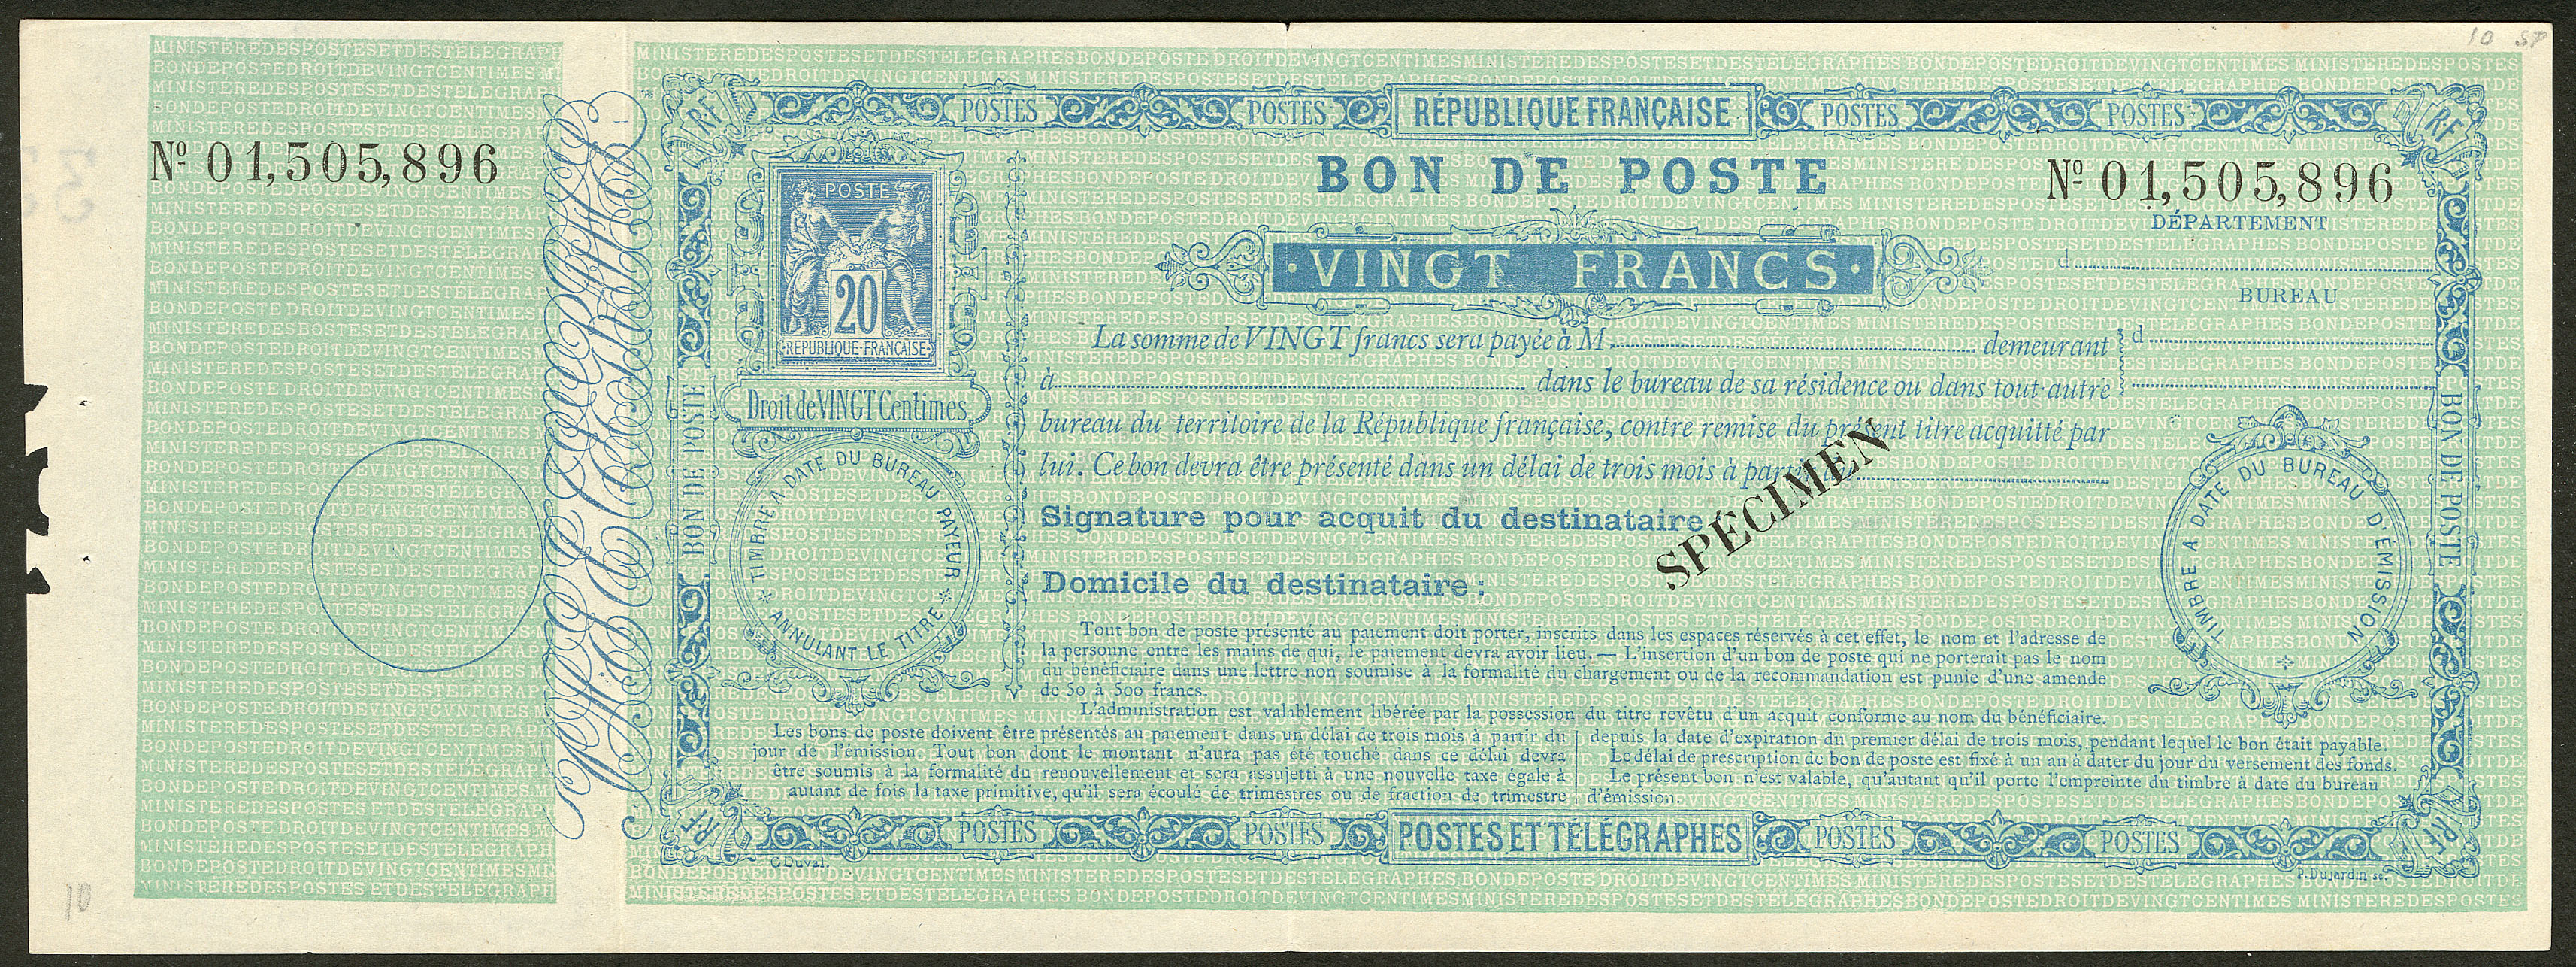 10 SP
POSTES POSTES RÉPUBLIQUE FRANÇAISE POSTES POSTES
R.F.
R.F.
Nº 01,505,896
Nº 01,505,896
BON DE POSTE
·VINGT FRANCS·
DÉPARTEMENT
d
BUREAU
d
POSTE
20
REPUBLIQUE·FRANÇAISE
Droit de VINGT Centimes
TIMBRE A DATE DU BUREAU PAYEUR
ANNULANT LE TITRE
BON DE POSTE
La somme de VINGT francs sera payée à M. demeurant
à dans le bureau de sa résidence ou dans tout autre
bureau du territoire de la République française, contre remise du présent titre acquitté par
lui. Ce bon devra être présenté dans un délai de trois mois à partir du
SPÉCIMEN
Signature pour acquit du destinataire
Domicile du destinataire :
TIMBRE A DATE DU BUREAU D'ÉMISSION
BON DE POSTE
Tout bon de poste présenté au paiement doit porter, inscrits dans les espaces réservés à cet effet, le nom et l'adresse de
la personne entre les mains de qui, le paiement devra avoir lieu. — L'insertion d'un bon de poste qui ne porterait pas le nom
du bénéficiaire dans une lettre non soumise à la formalité du chargement ou de la recommandation est punie d'une amende
de 50 à 500 francs.
L'administration est valablement libérée par la possession du titre revêtu d'un acquit conforme au nom du bénéficiaire.
Les bons de poste doivent être présentés au paiement dans un délai de trois mois à partir du
jour de l'émission. Tout bon dont le montant n'aura pas été touché dans ce délai devra
être soumis à la formalité du renouvellement et sera assujetti à une nouvelle taxe égale à
autant de fois la taxe primitive, qu'il sera écoulé de trimestres ou de fraction de trimestre
depuis la date d'expiration du premier délai de trois mois, pendant lequel le bon était payable.
Le délai de prescription de bon de poste est fixé à un an à dater du jour du versement des fonds.
Le présent bon n'est valable, qu'autant qu'il porte l'empreinte du timbre à date du bureau
d'émission.
R.F.
R.F.
POSTES POSTES POSTES ET TÉLÉGRAPHES POSTES POSTES
C. Duval.
P. Dujardin sc.
10